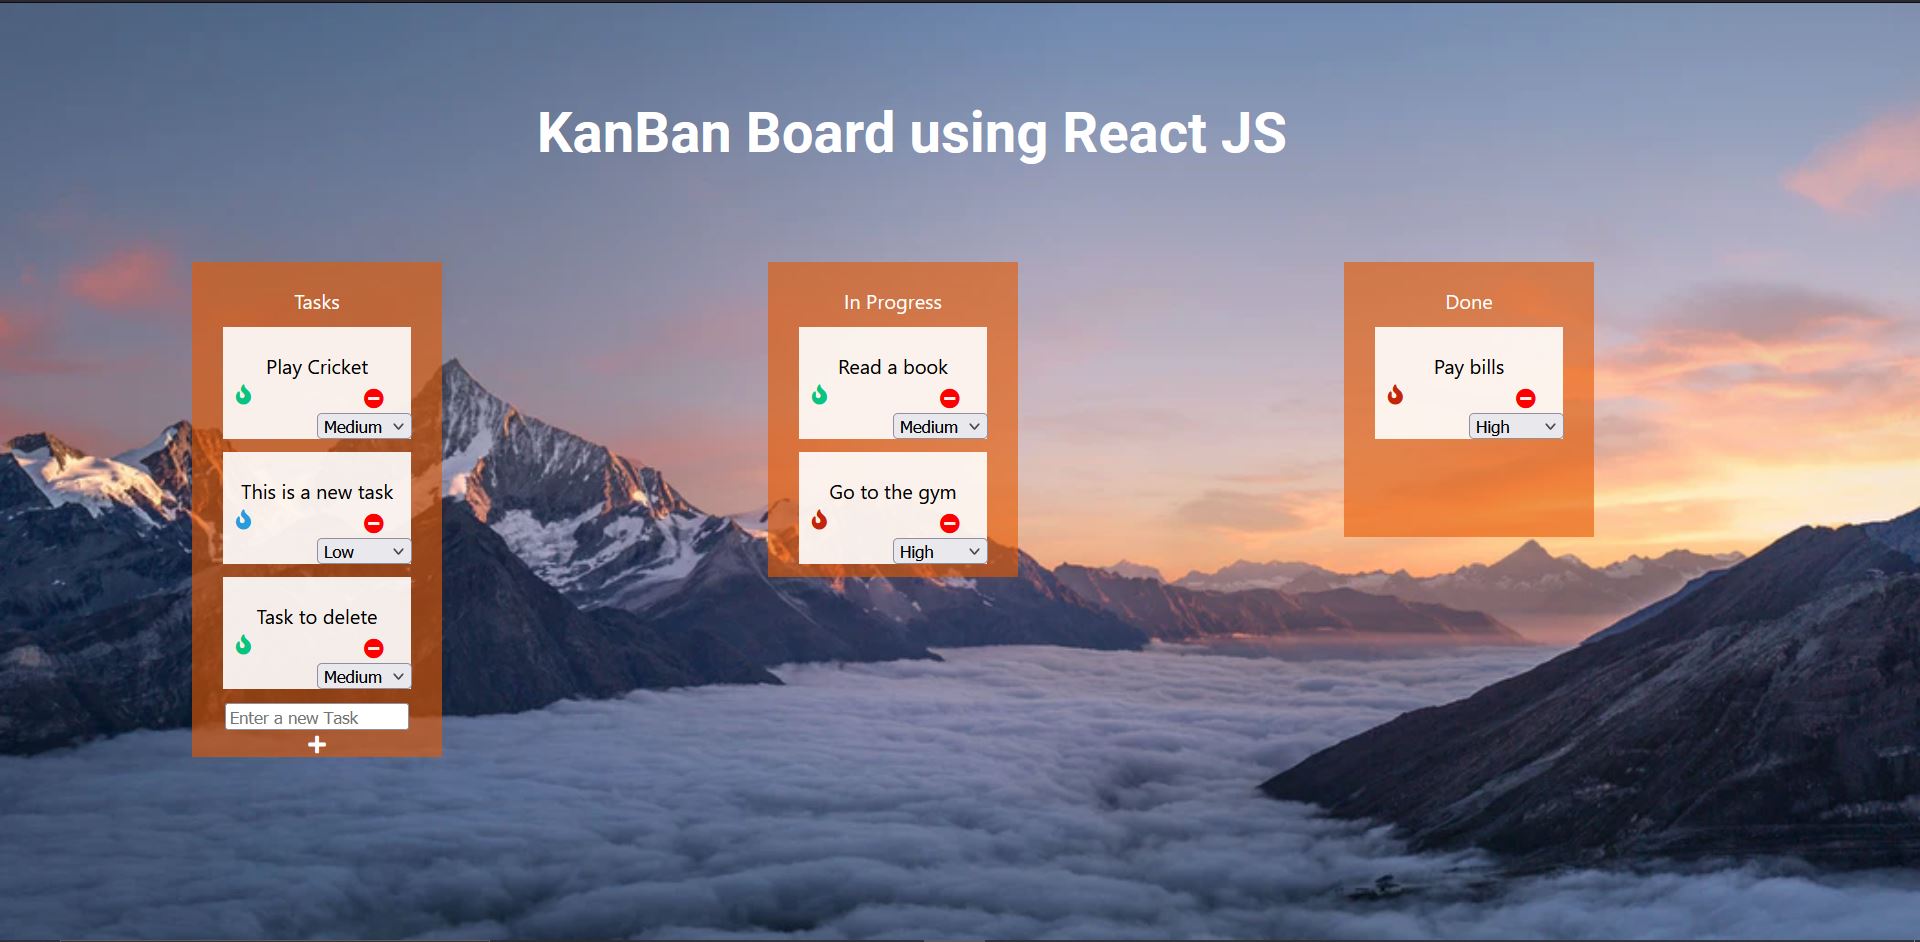 KanBan Board using React JS
Tasks
Play Cricket
Medium
This is a new task
Low
Task to delete
Medium
Enter a new Task
In Progress
Read a book
Medium
Go to the gym
High
Done
Pay bills
High